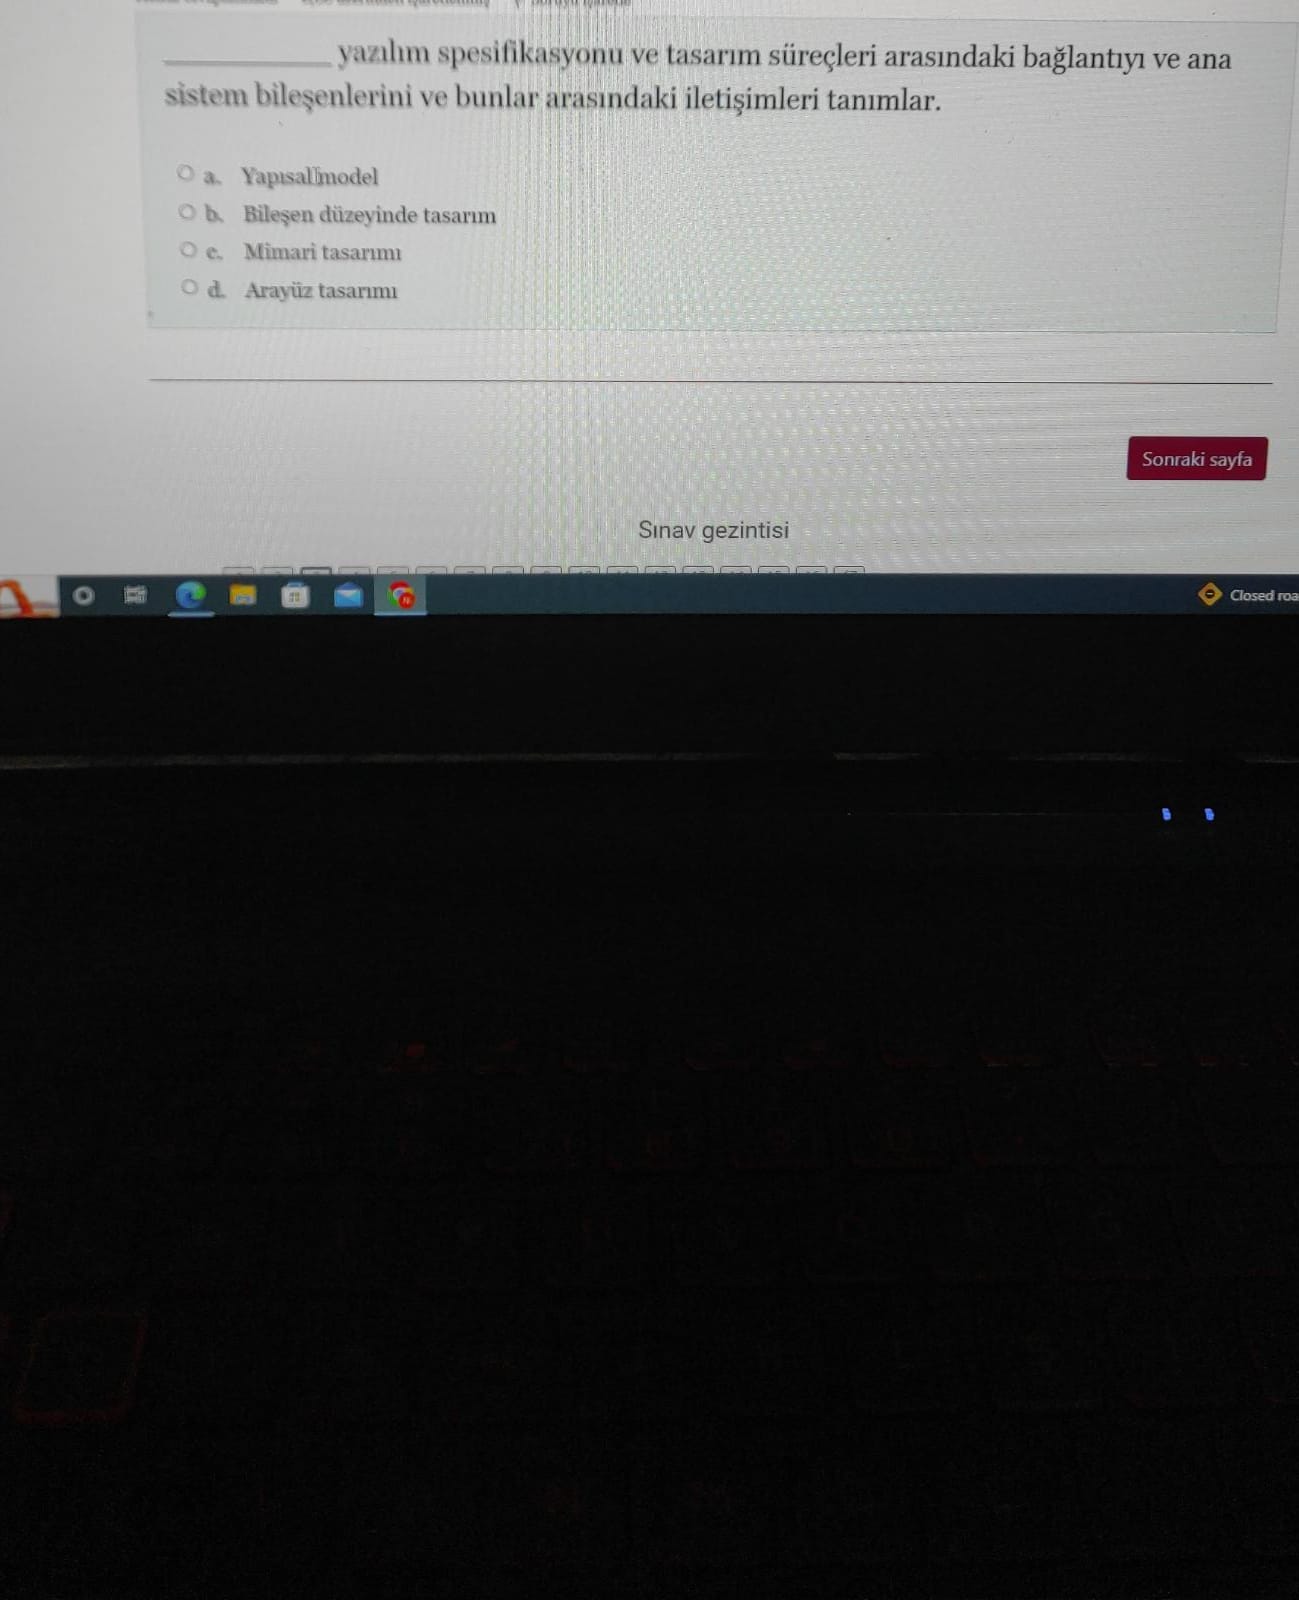 ____________ yazılım spesifikasyonu ve tasarım süreçleri arasındaki bağlantıyı ve ana
sistem bileşenlerini ve bunlar arasındaki iletişimleri tanımlar.
a. Yapısal model
b. Bileşen düzeyinde tasarım
c. Mimari tasarımı
d. Arayüz tasarımı
Sonraki sayfa
Sınav gezintisi
Closed roa